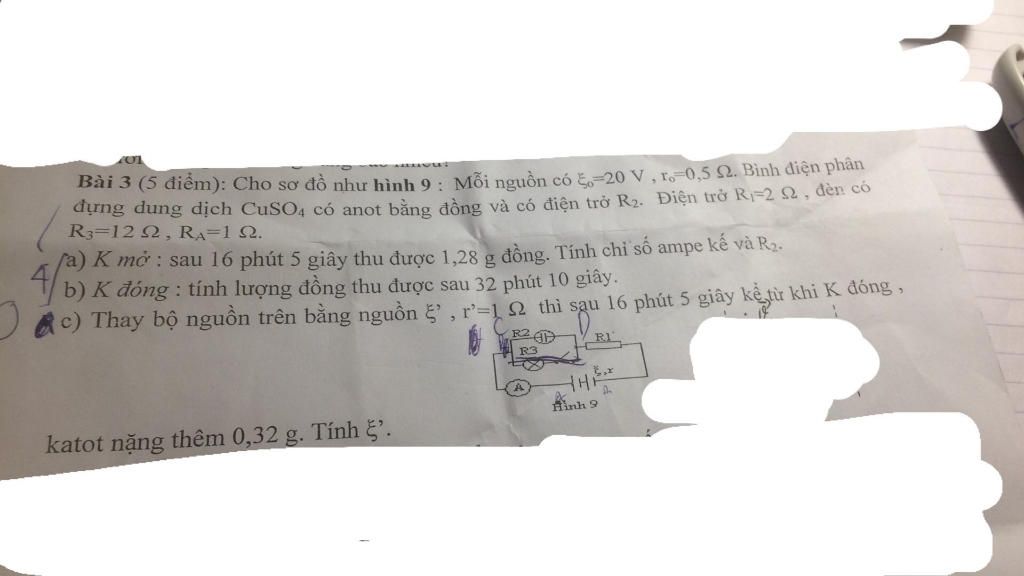 Bài 3 (5 điểm): Cho sơ đồ như hình 9 : Mỗi nguồn có ξₒ=20 V , rₒ=0,5 Ω. Bình điện phân
đựng dung dịch CuSO₄ có anot bằng đồng và có điện trở R₂. Điện trở R₁=2 Ω , đèn có
R₃=12 Ω , R_A=1 Ω.
4
a) K mở : sau 16 phút 5 giây thu được 1,28 g đồng. Tính chỉ số ampe kế và R₂.
b) K đóng : tính lượng đồng thu được sau 32 phút 10 giây.
c) Thay bộ nguồn trên bằng nguồn ξ’ , r’=1 Ω thì sau 16 phút 5 giây kể từ khi K đóng ,
C D
R2 R1
R3
A ξ,r
Hình 9
katot nặng thêm 0,32 g. Tính ξ’.